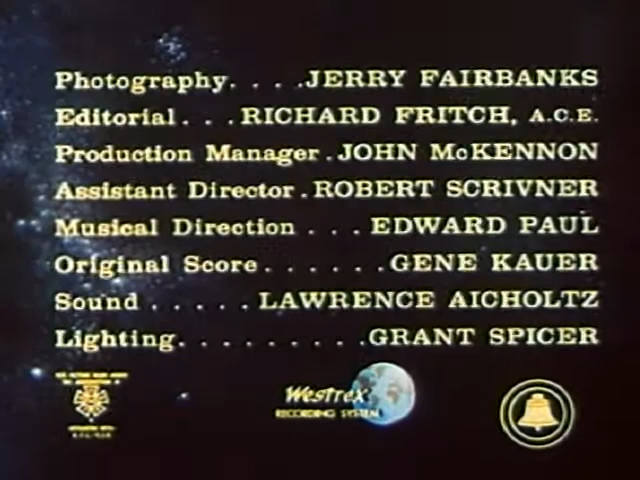 Photography. . . .JERRY FAIRBANKS
Editorial. . .RICHARD FRITCH, A.C.E.
Production Manager.JOHN McKENNON
Assistant Director.ROBERT SCRIVNER
Musical Direction . . . EDWARD PAUL
Original Score. . . . . .GENE KAUER
Sound . . . . . LAWRENCE AICHOLTZ
Lighting. . . . . . . . .GRANT SPICER
Westrex
RECORDING SYSTEM